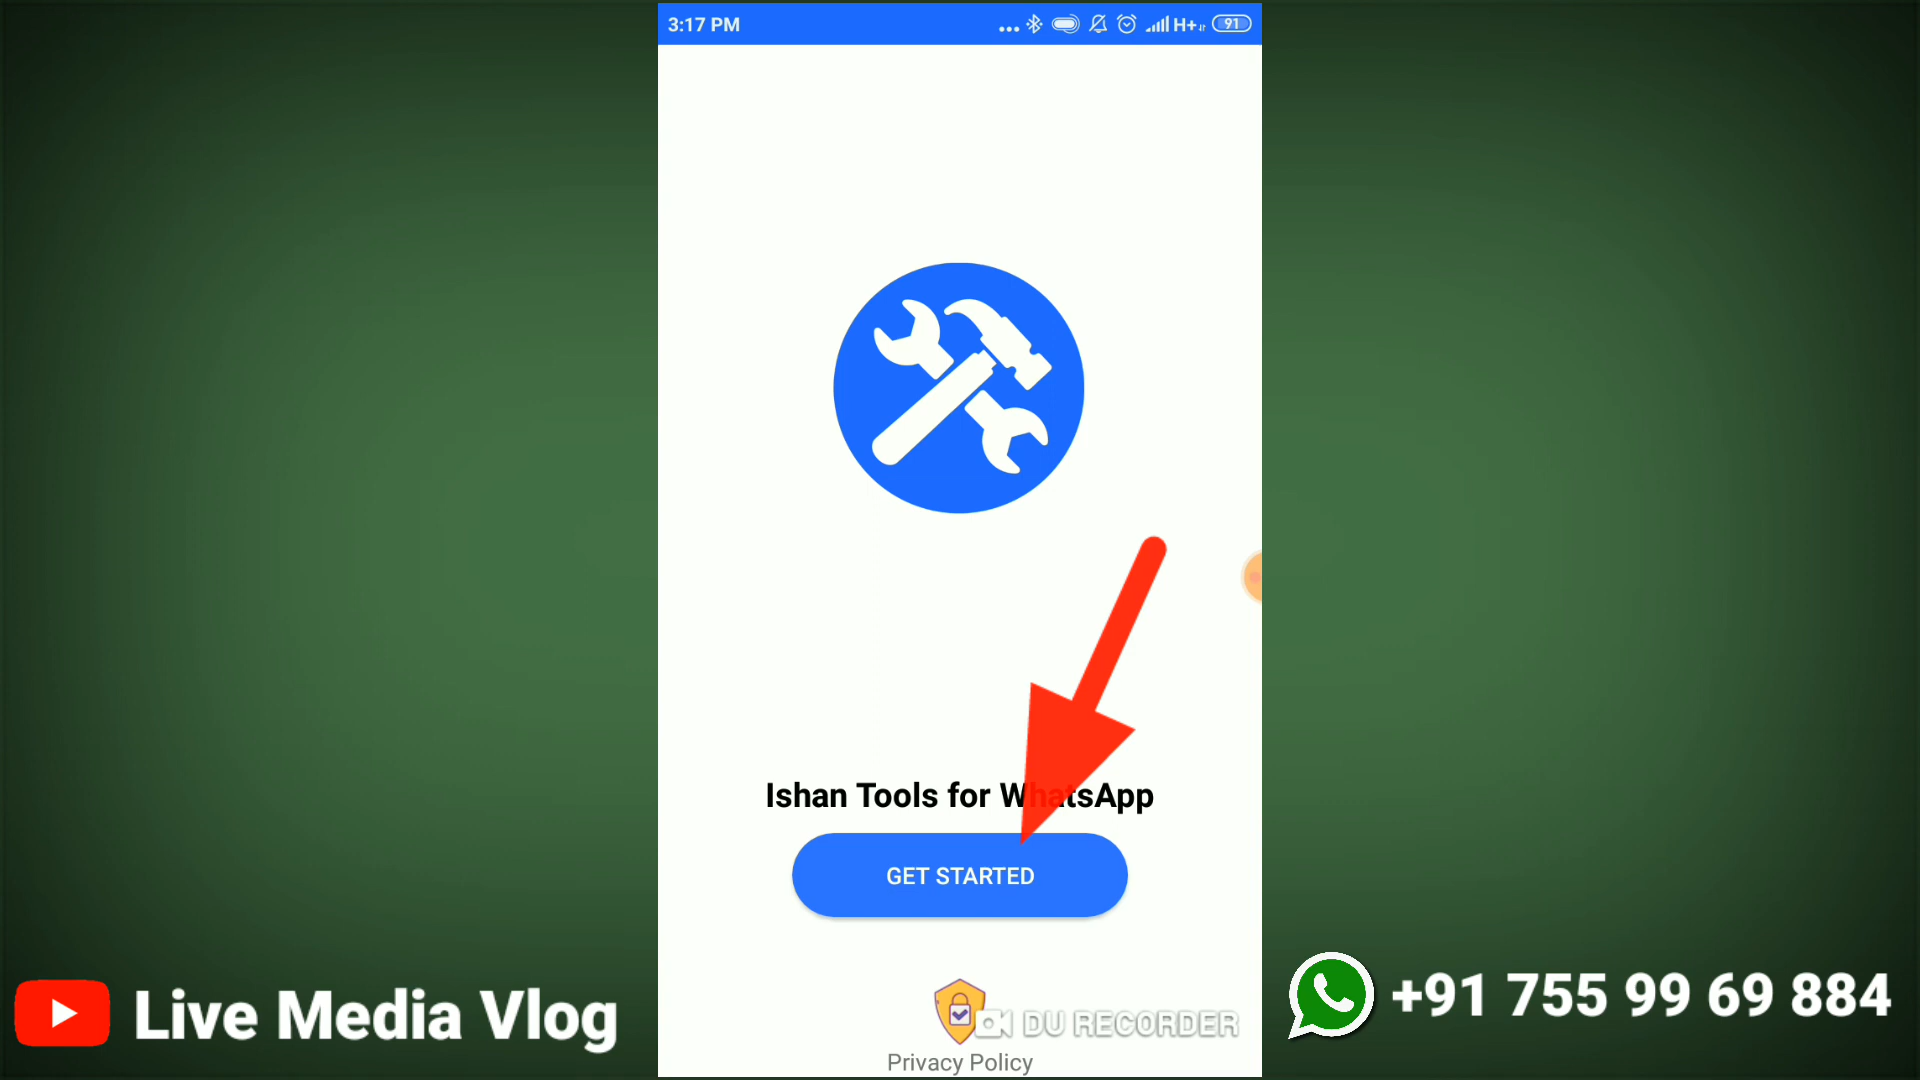 3:17 PM
H+
91
Ishan Tools for WhatsApp
GET STARTED
DU RECORDER
Privacy Policy
Live Media Vlog
+91 755 99 69 884